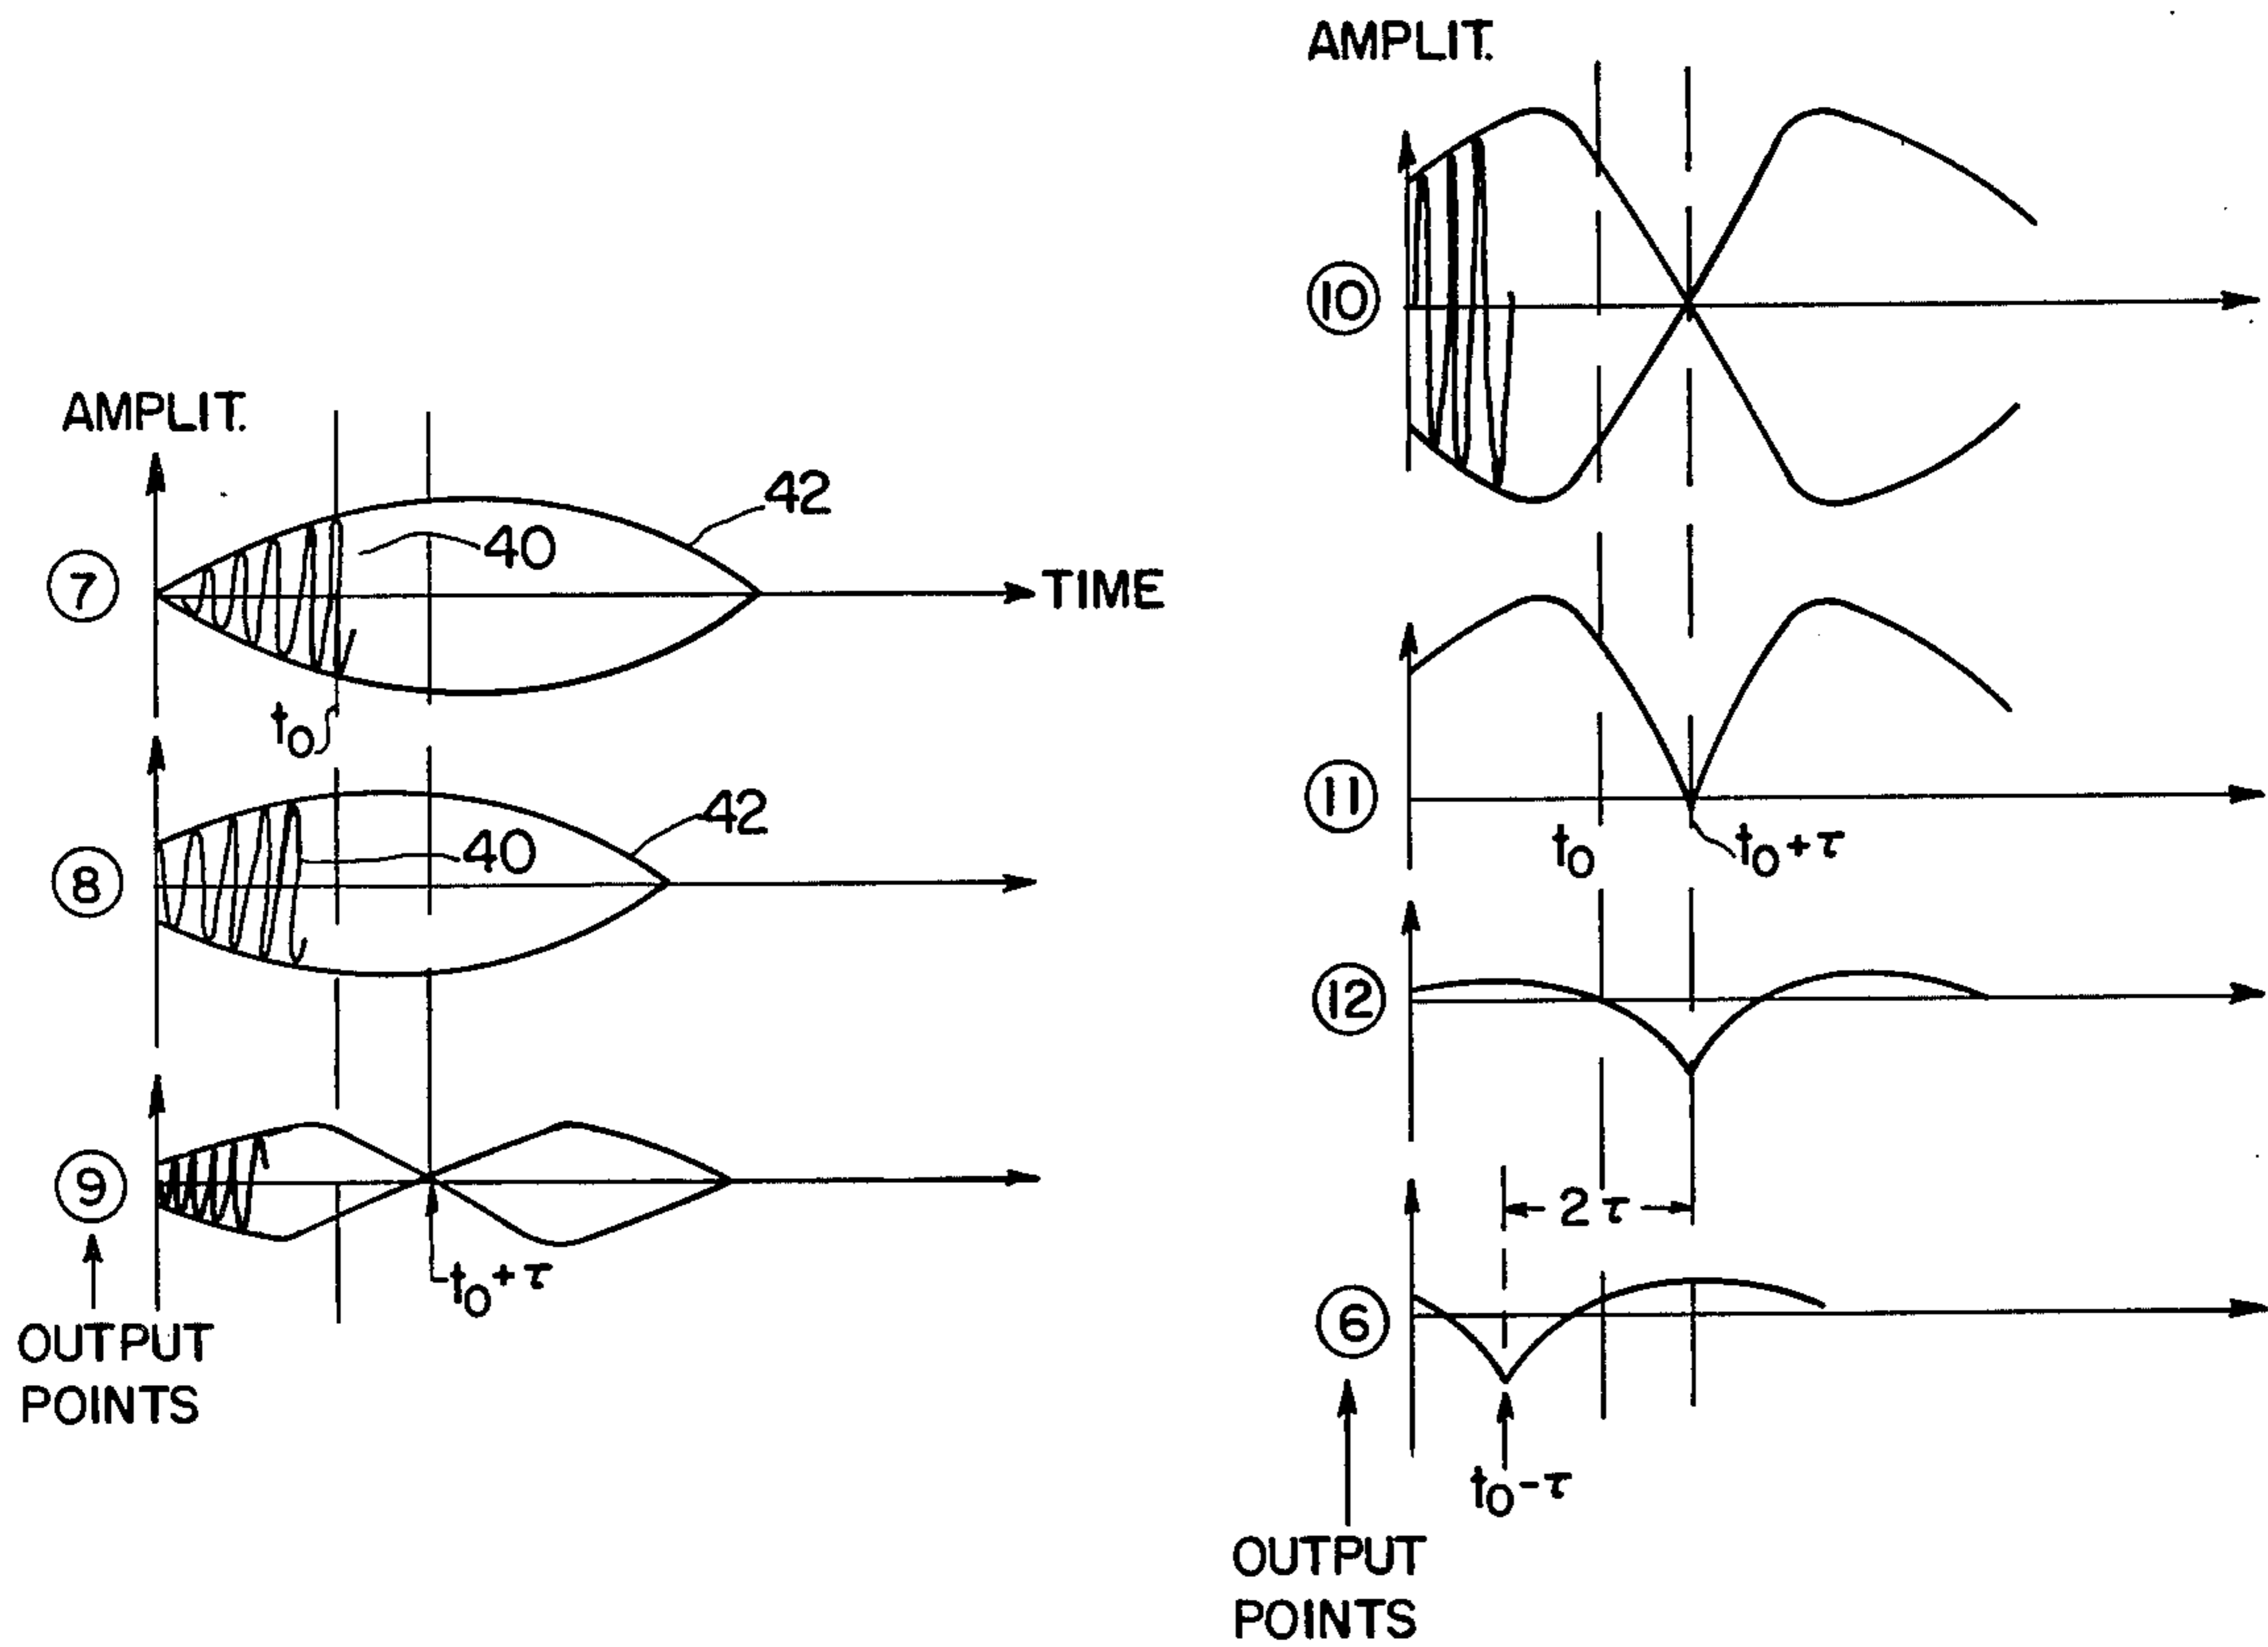 AMPLIT.
42
40
7
TIME
t₀
42
40
8
9
t₀+τ
OUTPUT
POINTS
AMPLIT.
10
11
t₀
t₀+τ
12
2τ
6
t₀-τ
OUTPUT
POINTS